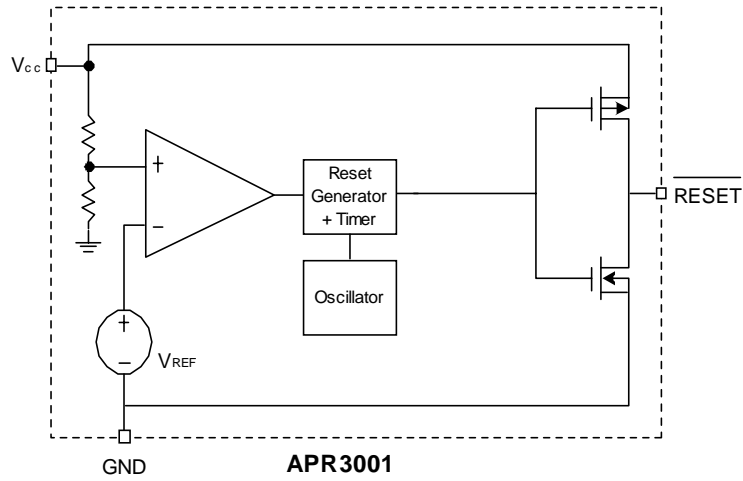 Vcc
+
−
Reset
Generator
+ Timer
RESET
Oscillator
+
−
VREF
GND
APR3001